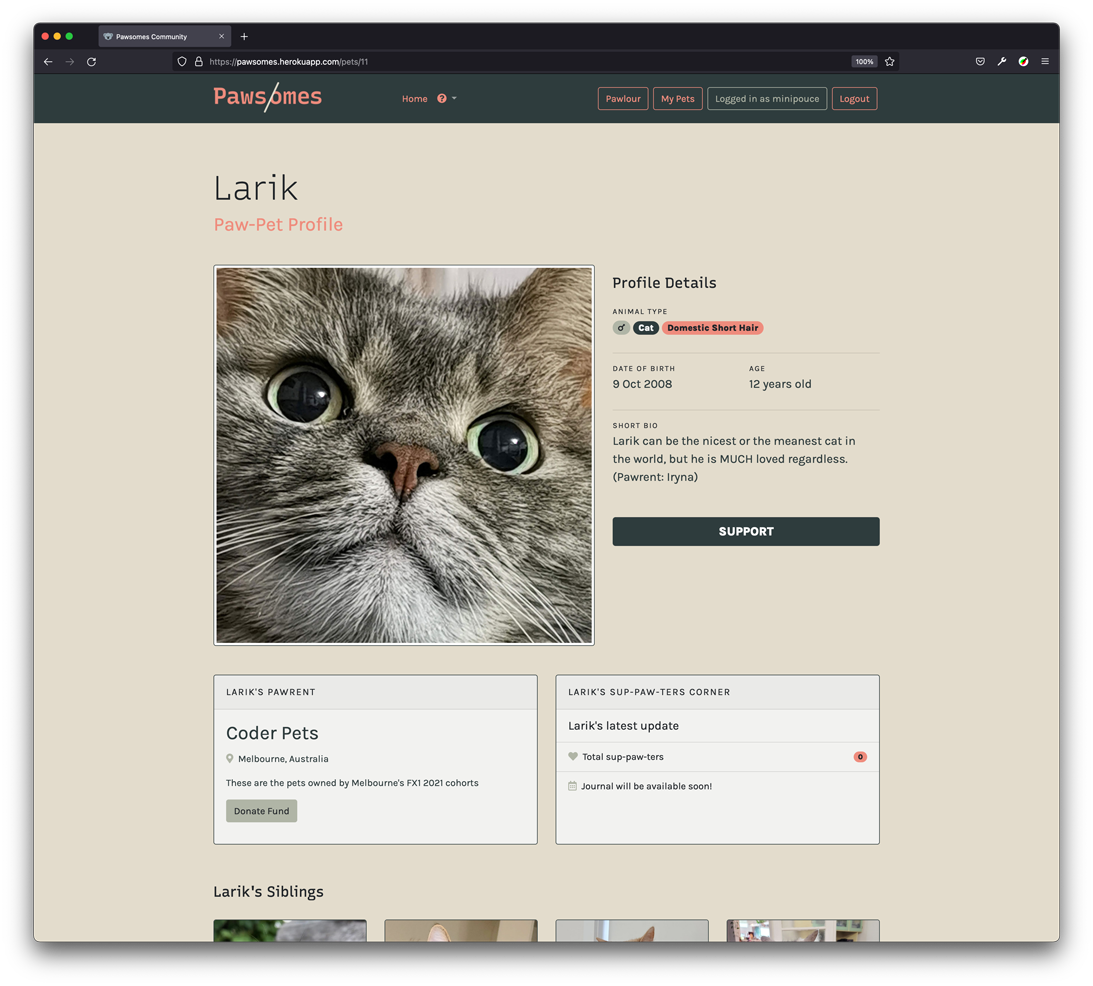 Pawsomes Community
https://pawsomes.herokuapp.com/pets/11
100%
Pawsomes
Home
Pawlour
My Pets
Logged in as minipouce
Logout
Larik
Paw-Pet Profile
Profile Details
ANIMAL TYPE
♂ Cat Domestic Short Hair
DATE OF BIRTH
9 Oct 2008
AGE
12 years old
SHORT BIO
Larik can be the nicest or the meanest cat in
the world, but he is MUCH loved regardless.
(Pawrent: Iryna)
SUPPORT
LARIK'S PAWRENT
Coder Pets
Melbourne, Australia
These are the pets owned by Melbourne's FX1 2021 cohorts
Donate Fund
LARIK'S SUP-PAW-TERS CORNER
Larik's latest update
Total sup-paw-ters 0
Journal will be available soon!
Larik's Siblings